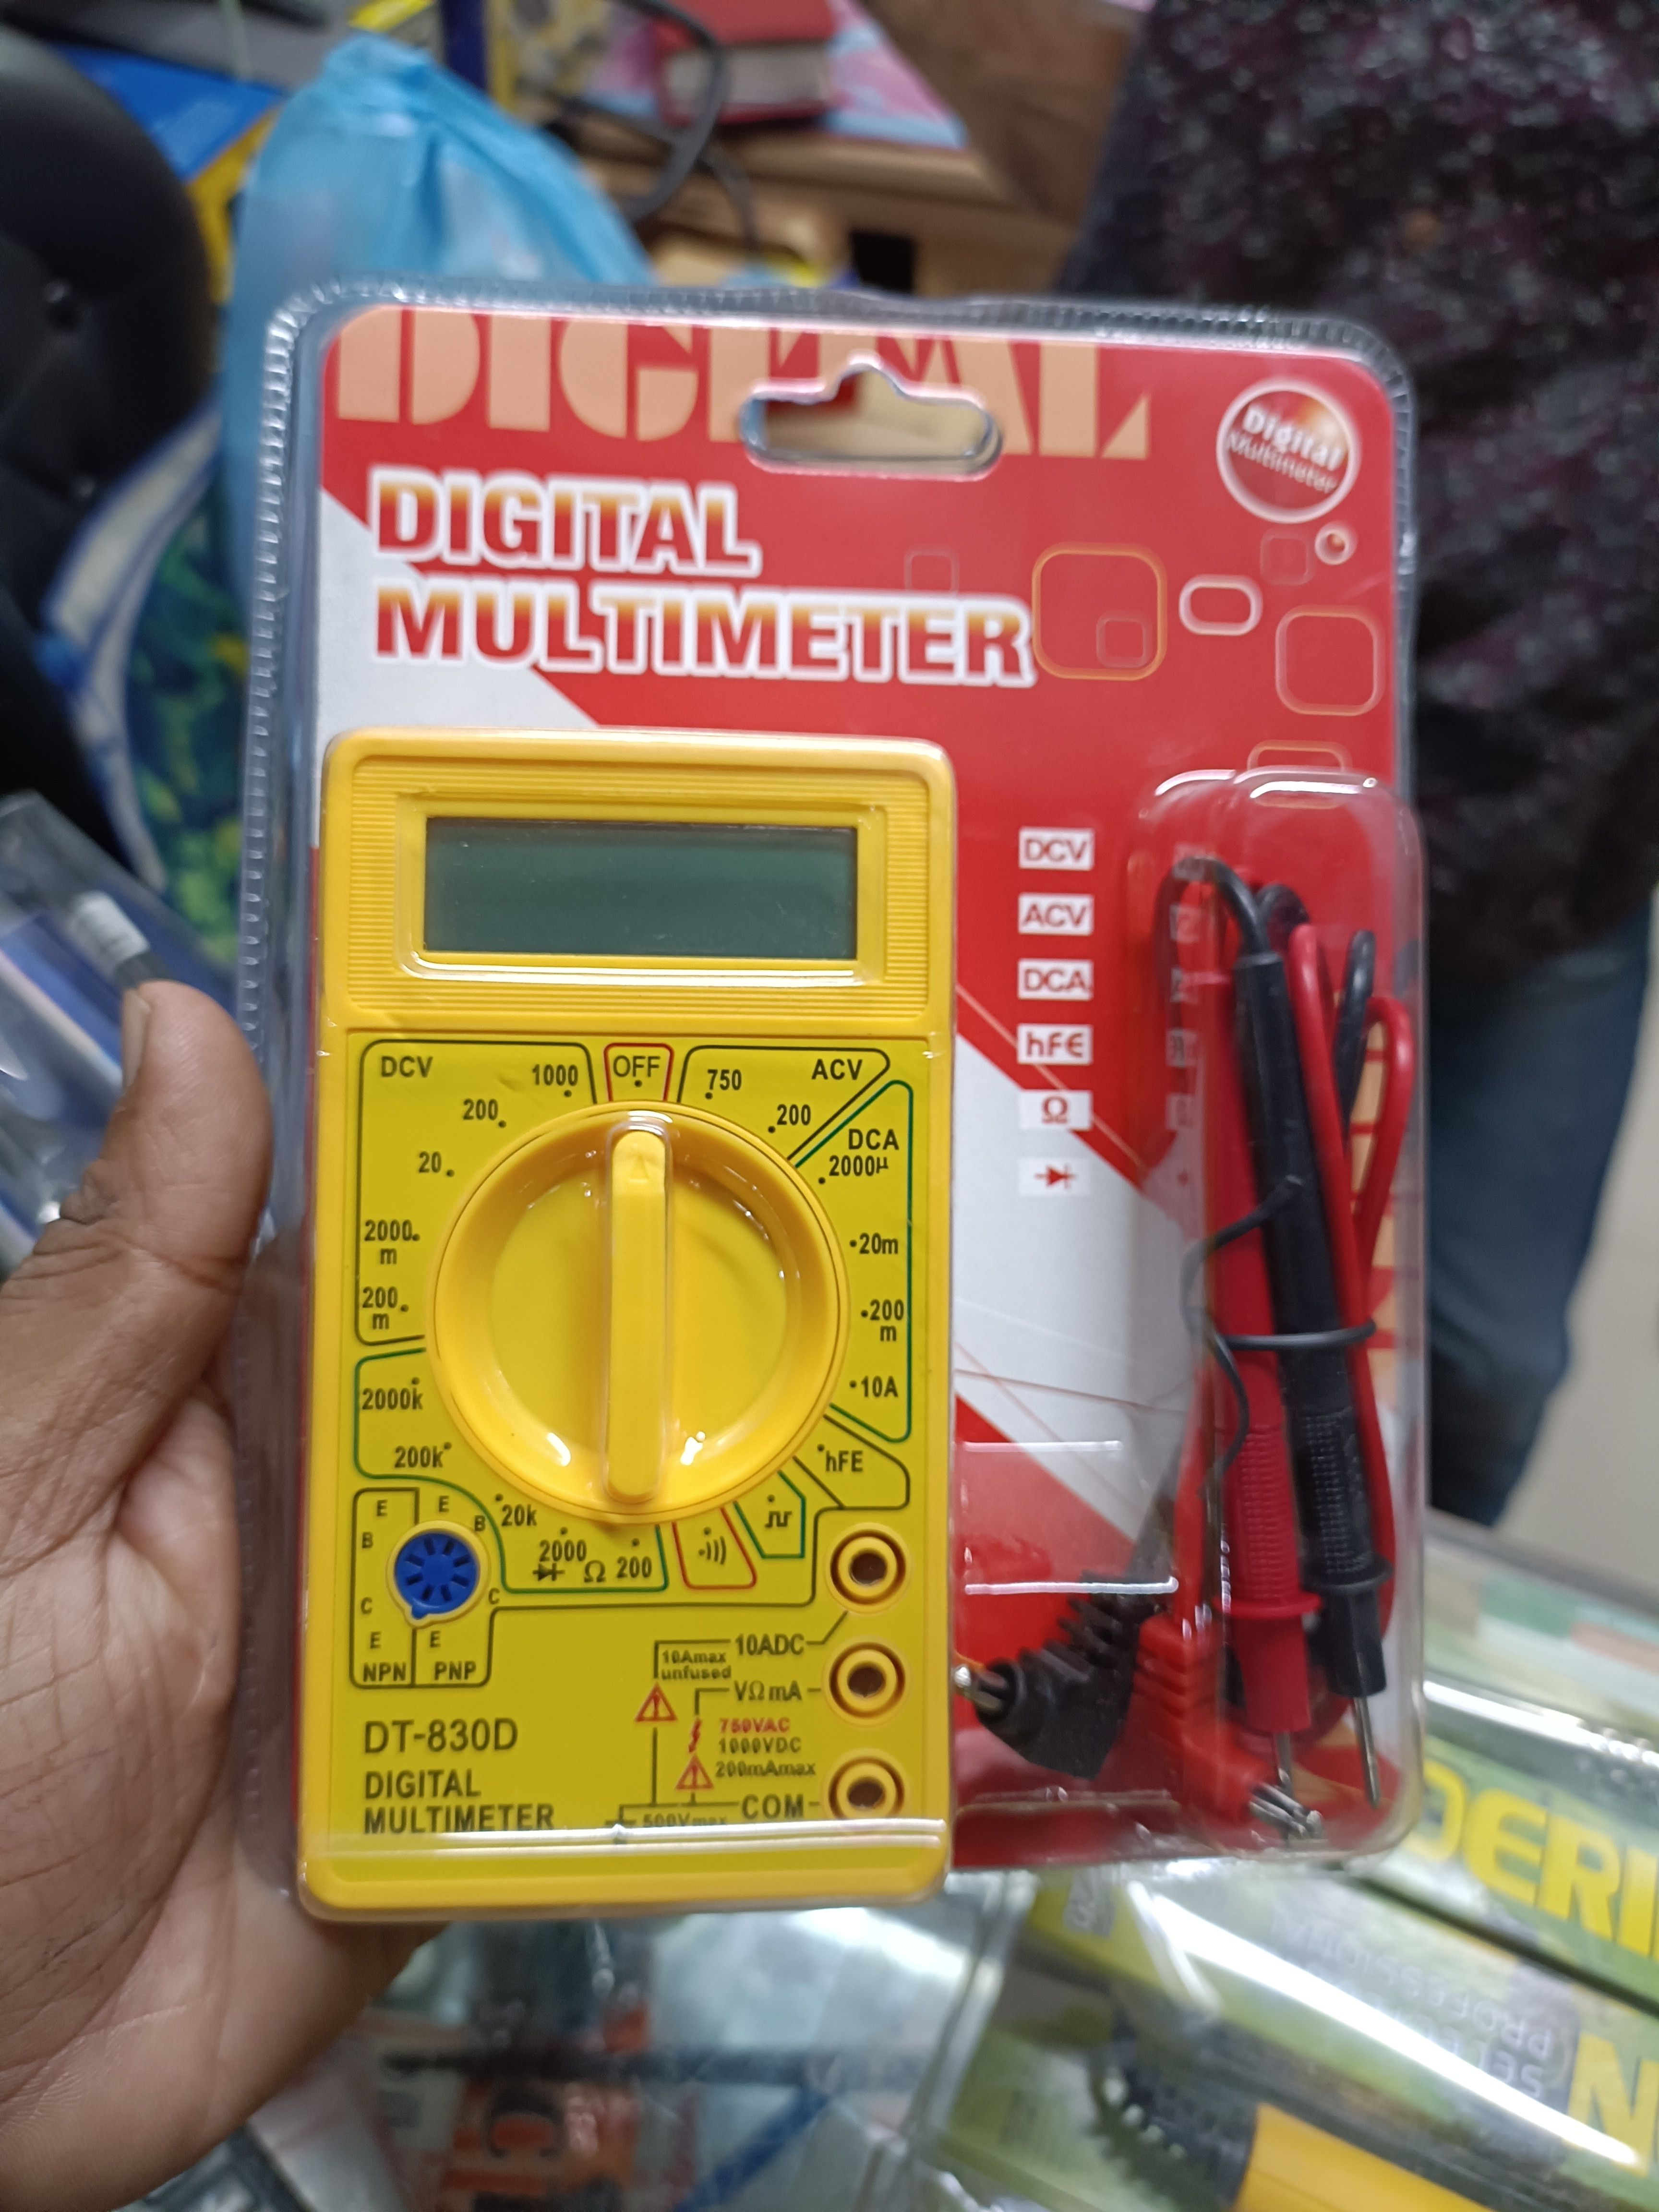 DIGITAL
Digital
Multimeter
DIGITAL
MULTIMETER
DCV
ACV
DCA
hFE
Ω
DCV
1000
OFF
750
ACV
200
200
DCA
20
2000µ
2000
m
20m
200
m
200
m
2000k
10A
200k
hFE
20k
2000
Ω 200
E
E
B
B
C
C
E
E
NPN
PNP
10ADC
10Amax
unfused
VΩmA
DT-830D
750VAC
1000VDC
200mAmax
DIGITAL
MULTIMETER
COM
500Vmax